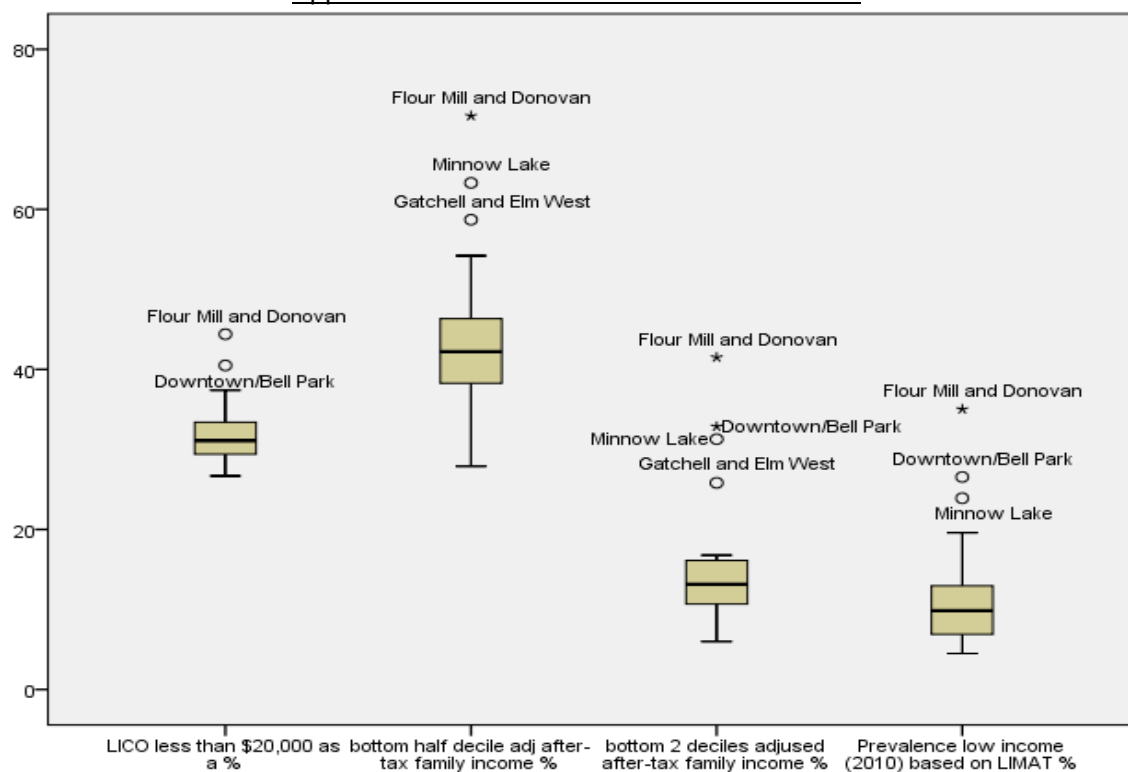 80
Flour Mill and Donovan
Minnow Lake
60
Gatchell and Elm West
Flour Mill and Donovan
Flour Mill and Donovan
40
Downtown/Bell Park
Flour Mill and Donovan
Downtown/Bell Park
Minnow Lake
Gatchell and Elm West
Downtown/Bell Park
20
Minnow Lake
0
LICO less than $20,000 as
a %
bottom half decile adj after-
tax family income %
bottom 2 deciles adjusted
after-tax family income %
Prevalence low income
(2010) based on LIMAT %